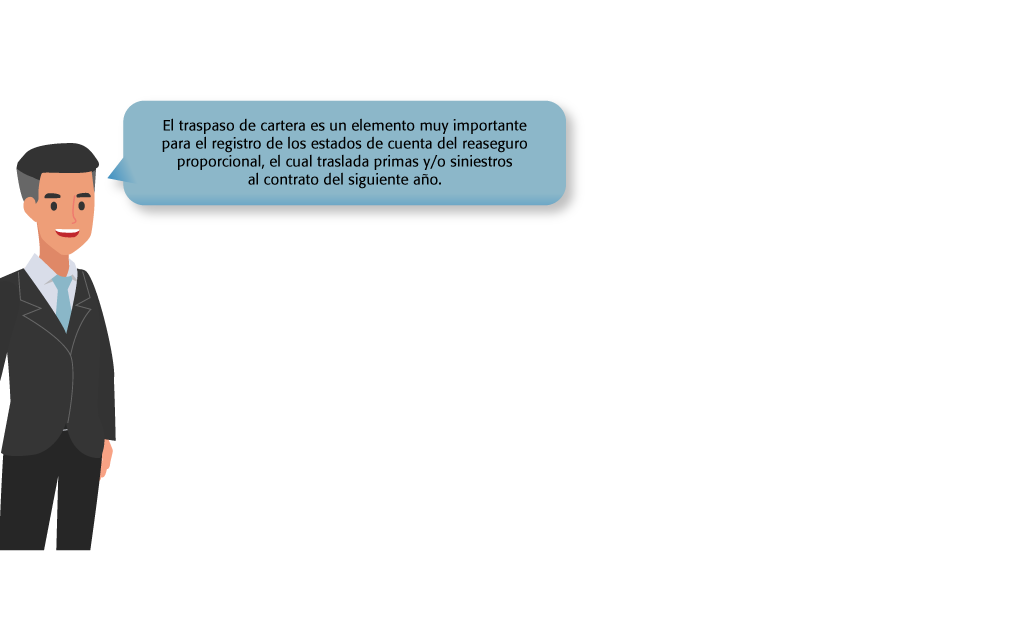 El traspaso de cartera es un elemento muy importante
para el registro de los estados de cuenta del reaseguro
proporcional, el cual traslada primas y/o siniestros
al contrato del siguiente año.